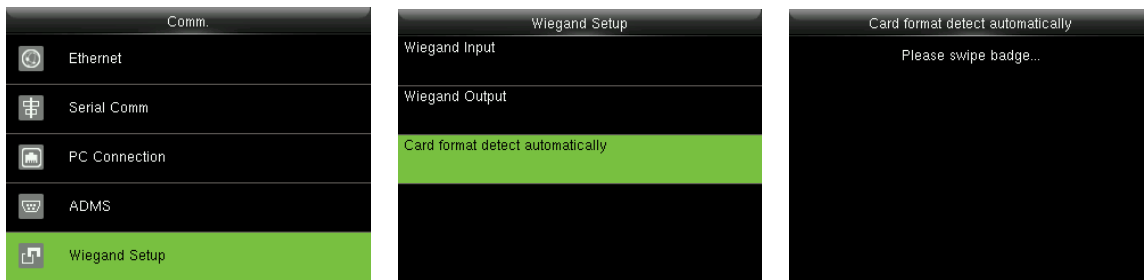 Comm.
Ethernet
Serial Comm
PC Connection
ADMS
Wiegand Setup
Wiegand Setup
Wiegand Input
Wiegand Output
Card format detect automatically
Card format detect automatically
Please swipe badge...